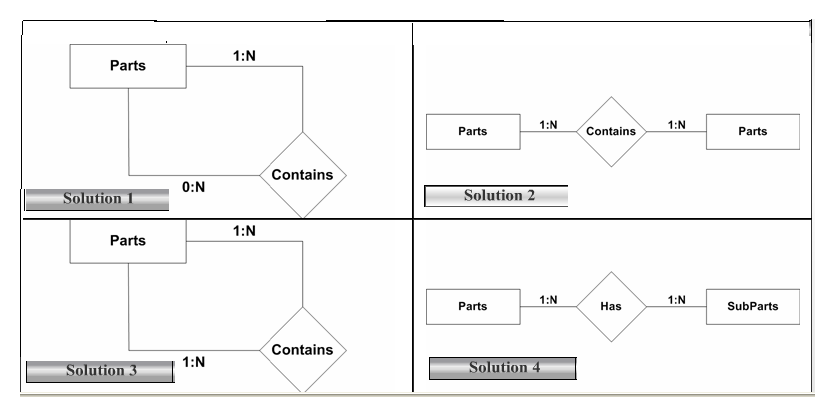 1:N
Parts
Contains
0:N
Solution 1
Parts 1:N Contains 1:N Parts
Solution 2
1:N
Parts
Contains
1:N
Solution 3
Parts 1:N Has 1:N SubParts
Solution 4